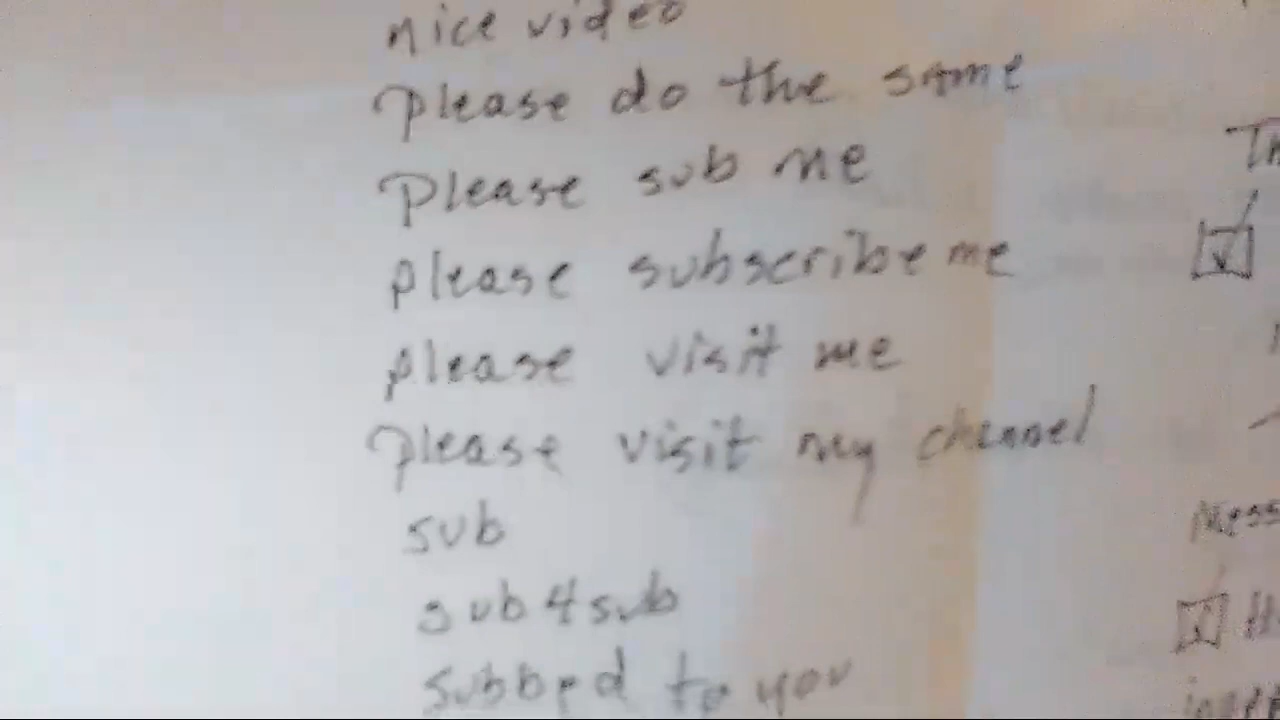 nice video
please do the same
Please sub me
please subscribe me
please visit me
please visit my channel
sub
sub4sub
subbed to you